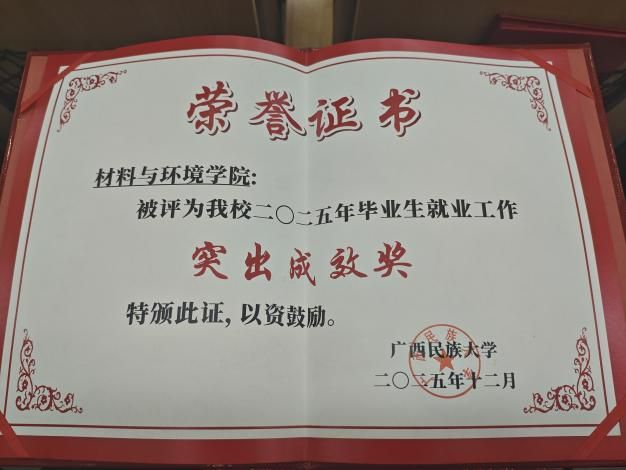 荣誉证书
材料与环境学院:
被评为我校二〇二五年毕业生就业工作
突出成效奖
特颁此证,以资鼓励。
广西民族大学
二〇二五年十二月